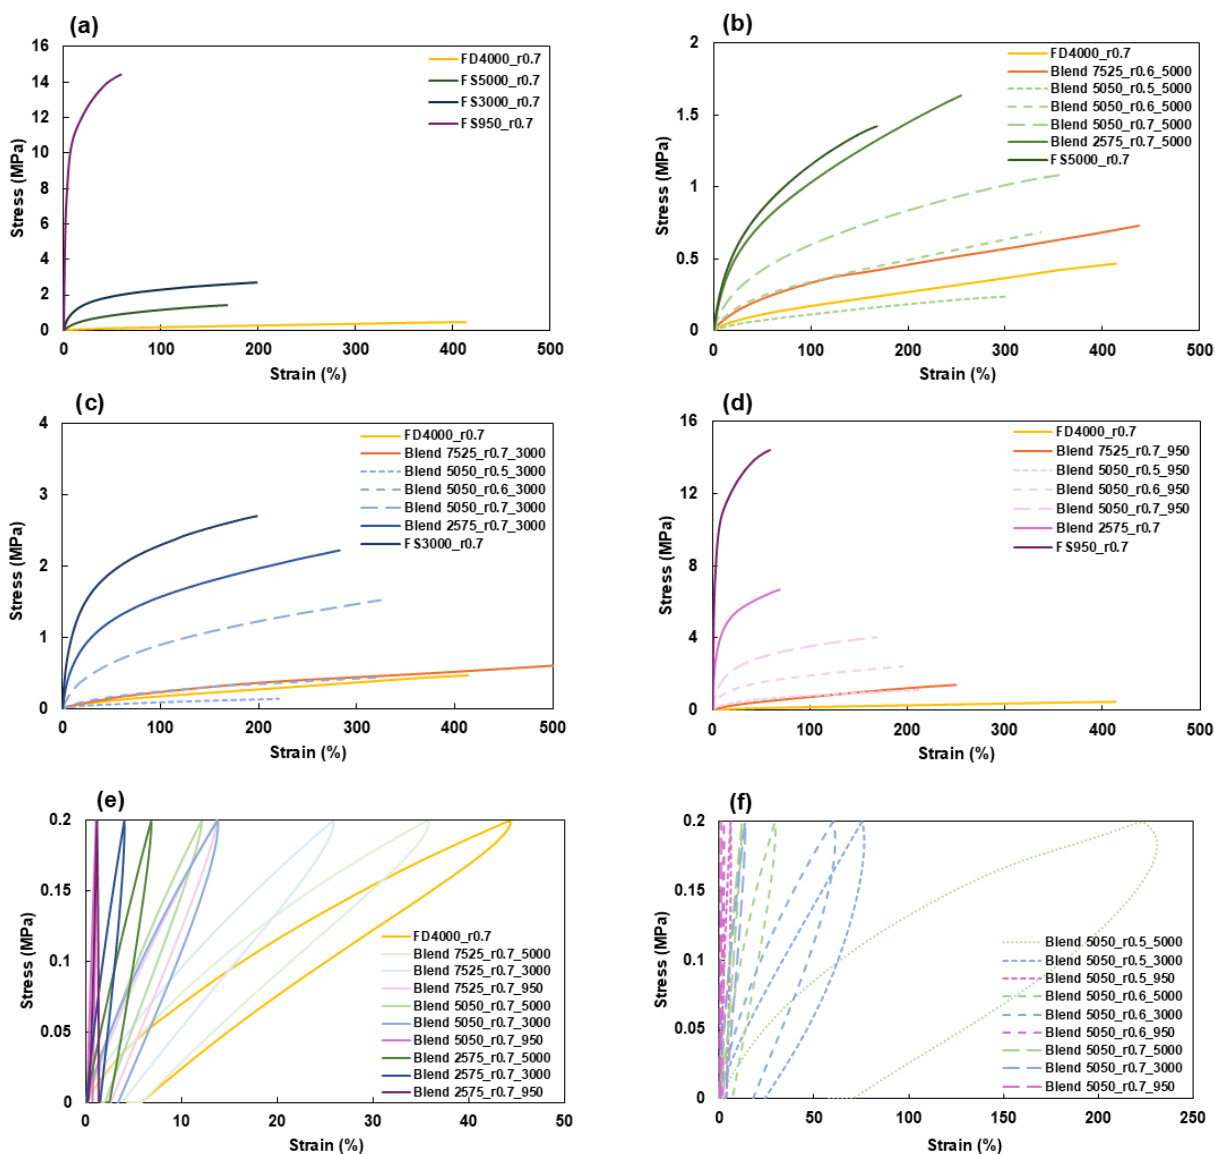 (a)
16
14
12
10
8
6
4
2
0
Stress (MPa)
0 100 200 300 400 500
Strain (%)
FD4000_r0.7
FS5000_r0.7
FS3000_r0.7
FS950_r0.7
(b)
2
1.5
1
0.5
0
Stress (MPa)
0 100 200 300 400 500
Strain (%)
FD4000_r0.7
Blend 7525_r0.6_5000
Blend 5050_r0.5_5000
Blend 5050_r0.6_5000
Blend 5050_r0.7_5000
Blend 2575_r0.7_5000
FS5000_r0.7
(c)
4
3
2
1
0
Stress (MPa)
0 100 200 300 400 500
Strain (%)
FD4000_r0.7
Blend 7525_r0.7_3000
Blend 5050_r0.5_3000
Blend 5050_r0.6_3000
Blend 5050_r0.7_3000
Blend 2575_r0.7_3000
FS3000_r0.7
(d)
16
12
8
4
0
Stress (MPa)
0 100 200 300 400 500
Strain (%)
FD4000_r0.7
Blend 7525_r0.7_950
Blend 5050_r0.5_950
Blend 5050_r0.6_950
Blend 5050_r0.7_950
Blend 2575_r0.7
FS950_r0.7
(e)
0.2
0.15
0.1
0.05
0
Stress (MPa)
0 10 20 30 40 50
Strain (%)
FD4000_r0.7
Blend 7525_r0.7_5000
Blend 7525_r0.7_3000
Blend 7525_r0.7_950
Blend 5050_r0.7_5000
Blend 5050_r0.7_3000
Blend 5050_r0.7_950
Blend 2575_r0.7_5000
Blend 2575_r0.7_3000
Blend 2575_r0.7_950
(f)
0.2
0.15
0.1
0.05
0
Stress (MPa)
0 50 100 150 200 250
Strain (%)
Blend 5050_r0.5_5000
Blend 5050_r0.5_3000
Blend 5050_r0.5_950
Blend 5050_r0.6_5000
Blend 5050_r0.6_3000
Blend 5050_r0.6_950
Blend 5050_r0.7_5000
Blend 5050_r0.7_3000
Blend 5050_r0.7_950